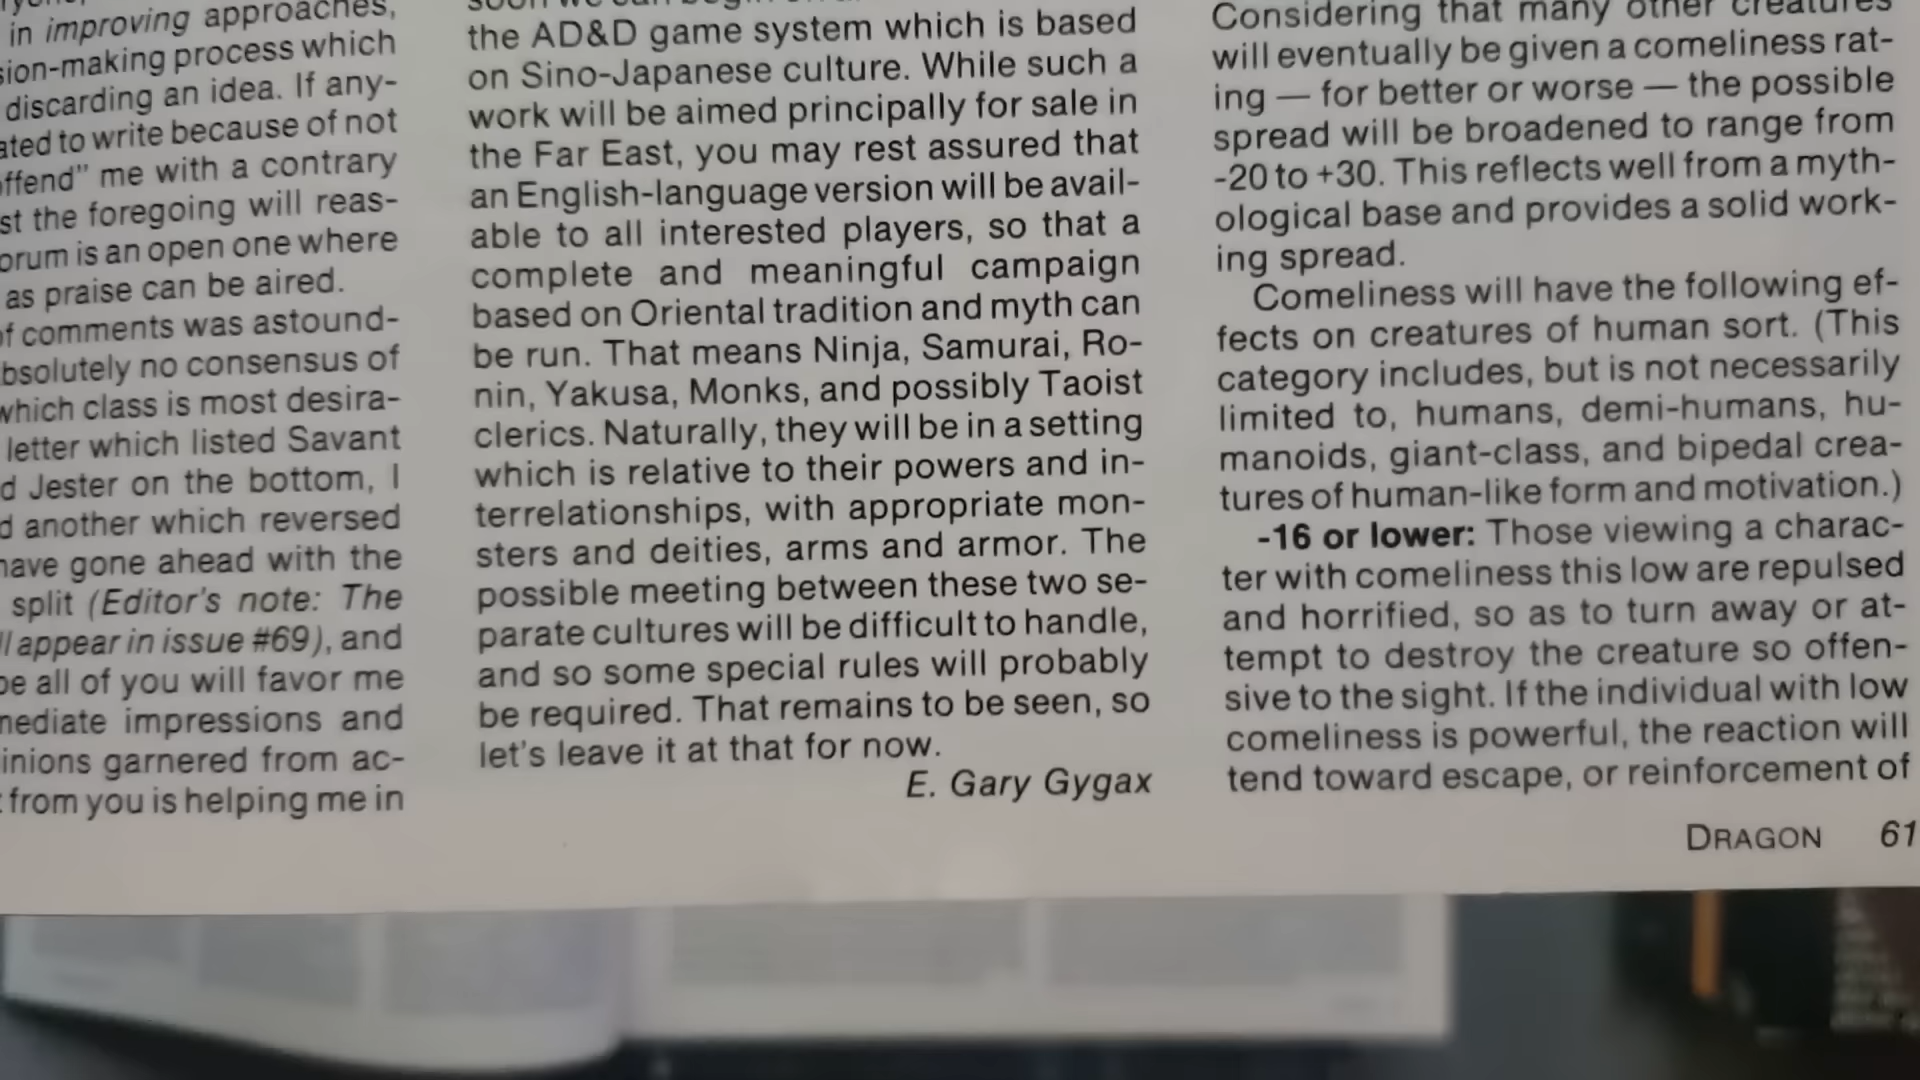 in improving approaches,
sion-making process which
discarding an idea. If any-
ated to write because of not
ffend" me with a contrary
st the foregoing will reas-
orum is an open one where
as praise can be aired.
of comments was astound-
bsolutely no consensus of
which class is most desira-
letter which listed Savant
d Jester on the bottom, I
d another which reversed
have gone ahead with the
split (Editor's note: The
ll appear in issue #69), and
be all of you will favor me
mediate impressions and
inions garnered from ac-
from you is helping me in
the AD&D game system which is based
on Sino-Japanese culture. While such a
work will be aimed principally for sale in
the Far East, you may rest assured that
an English-language version will be avail-
able to all interested players, so that a
complete and meaningful campaign
based on Oriental tradition and myth can
be run. That means Ninja, Samurai, Ro-
nin, Yakusa, Monks, and possibly Taoist
clerics. Naturally, they will be in a setting
which is relative to their powers and in-
terrelationships, with appropriate mon-
sters and deities, arms and armor. The
possible meeting between these two se-
parate cultures will be difficult to handle,
and so some special rules will probably
be required. That remains to be seen, so
let's leave it at that for now.
E. Gary Gygax
Considering that many other creatures
will eventually be given a comeliness rat-
ing — for better or worse — the possible
spread will be broadened to range from
-20 to +30. This reflects well from a myth-
ological base and provides a solid work-
ing spread.
Comeliness will have the following ef-
fects on creatures of human sort. (This
category includes, but is not necessarily
limited to, humans, demi-humans, hu-
manoids, giant-class, and bipedal crea-
tures of human-like form and motivation.)
-16 or lower: Those viewing a charac-
ter with comeliness this low are repulsed
and horrified, so as to turn away or at-
tempt to destroy the creature so offen-
sive to the sight. If the individual with low
comeliness is powerful, the reaction will
tend toward escape, or reinforcement of
DRAGON 61